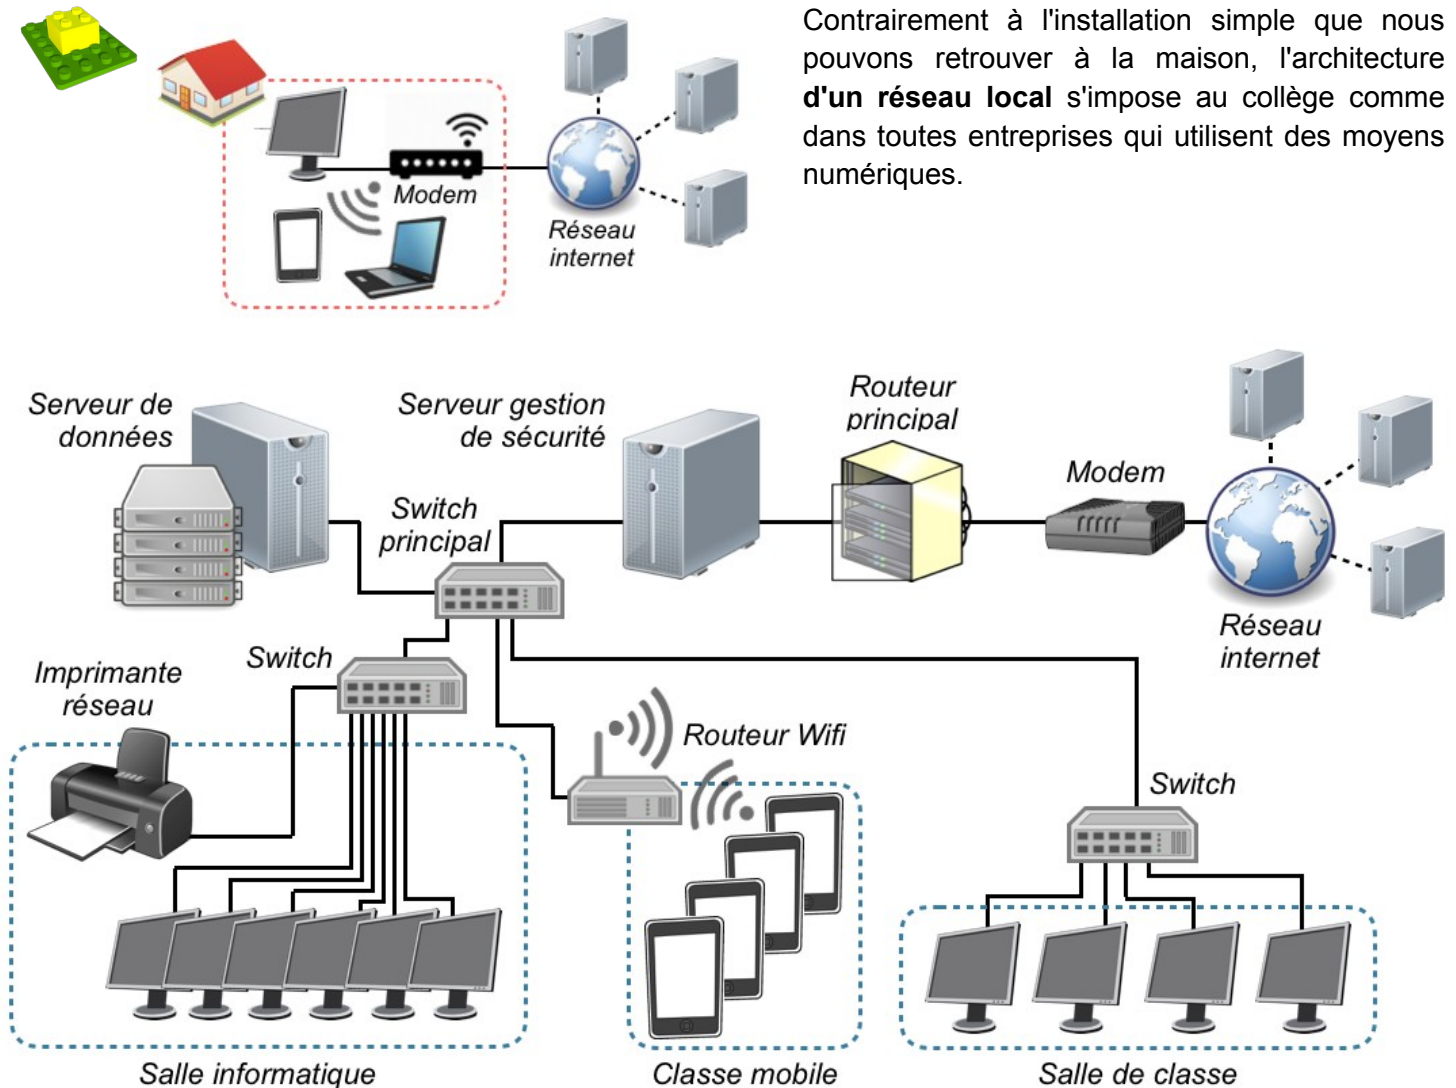 Contrairement à l'installation simple que nous
pouvons retrouver à la maison, l'architecture
d'un réseau local s'impose au collège comme
dans toutes entreprises qui utilisent des moyens
numériques.
Modem
Réseau
internet
Serveur de
données
Serveur gestion
de sécurité
Routeur
principal
Modem
Switch
principal
Réseau
internet
Imprimante
réseau
Switch
Routeur Wifi
Switch
Salle informatique
Classe mobile
Salle de classe